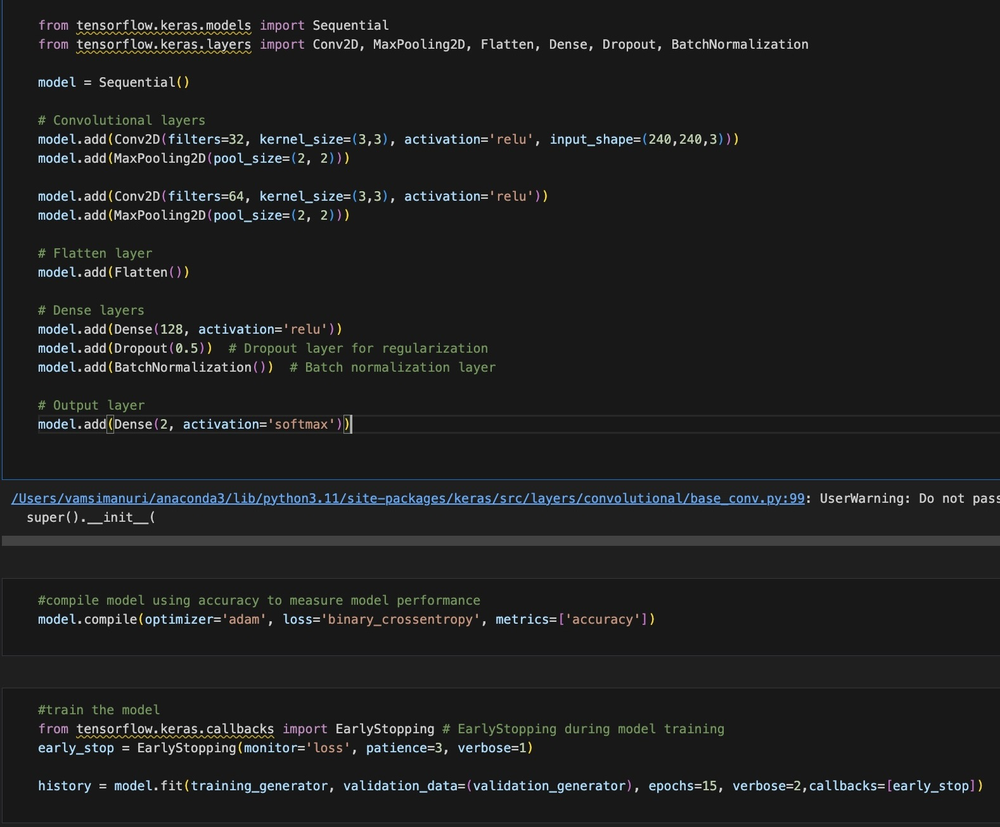 from tensorflow.keras.models import Sequential
from tensorflow.keras.layers import Conv2D, MaxPooling2D, Flatten, Dense, Dropout, BatchNormalization
model = Sequential()
# Convolutional layers
model.add(Conv2D(filters=32, kernel_size=(3,3), activation='relu', input_shape=(240,240,3)))
model.add(MaxPooling2D(pool_size=(2, 2)))
model.add(Conv2D(filters=64, kernel_size=(3,3), activation='relu'))
model.add(MaxPooling2D(pool_size=(2, 2)))
# Flatten layer
model.add(Flatten())
# Dense layers
model.add(Dense(128, activation='relu'))
model.add(Dropout(0.5))  # Dropout layer for regularization
model.add(BatchNormalization())  # Batch normalization layer
# Output layer
model.add(Dense(2, activation='softmax'))
/Users/vamsimanuri/anaconda3/lib/python3.11/site-packages/keras/src/layers/convolutional/base_conv.py:99: UserWarning: Do not pass
super().__init__(
#compile model using accuracy to measure model performance
model.compile(optimizer='adam', loss='binary_crossentropy', metrics=['accuracy'])
#train the model
from tensorflow.keras.callbacks import EarlyStopping # EarlyStopping during model training
early_stop = EarlyStopping(monitor='loss', patience=3, verbose=1)
history = model.fit(training_generator, validation_data=(validation_generator), epochs=15, verbose=2,callbacks=[early_stop])